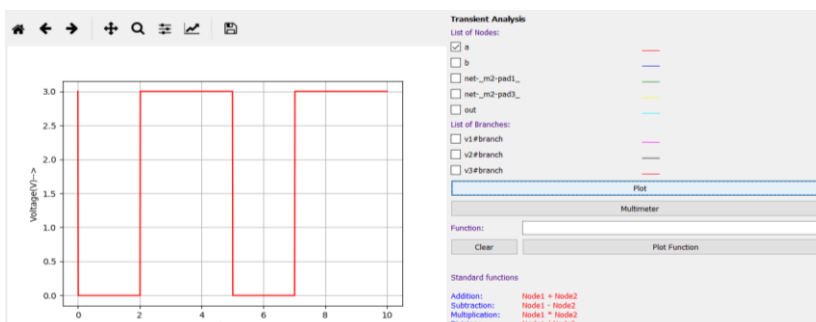 Transient Analysis
List of Nodes:
a
b
net-_m2-pad1_
net-_m2-pad3_
out
List of Branches:
v1#branch
v2#branch
v3#branch
Plot
Multimeter
Function:
Clear
Plot Function
Standard functions
Addition: Node1 + Node2
Subtraction: Node1 - Node2
Multiplication: Node1 * Node2
Voltage(V)-->
3.0
2.5
2.0
1.5
1.0
0.5
0.0
0 2 4 6 8 10